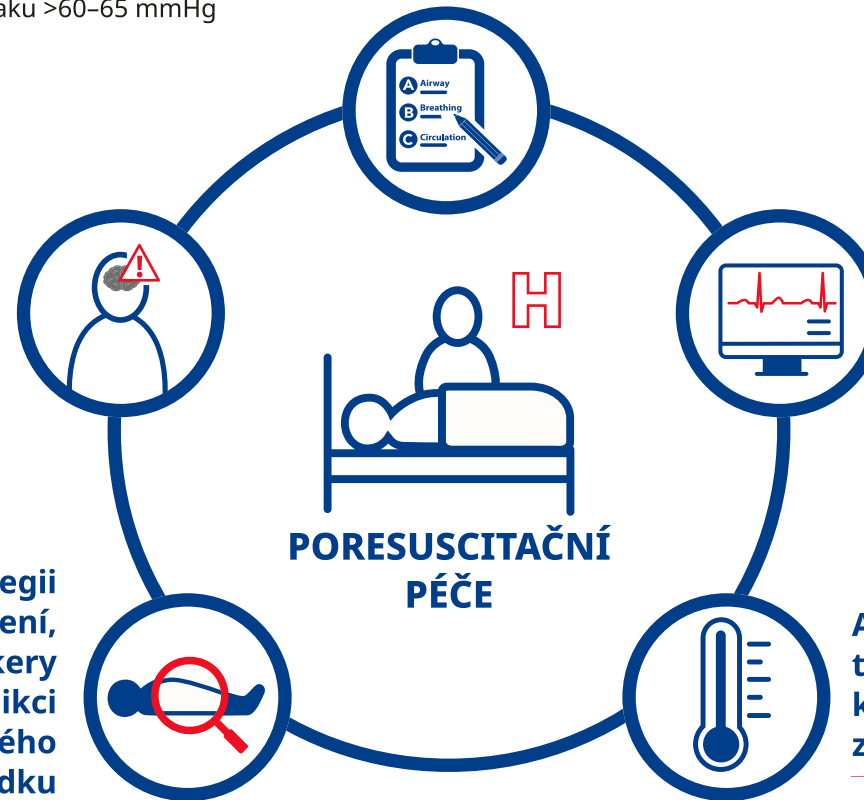 aku >60–65 mmHg
A Airway
B Breathing
C Circulation
H
PORESUSCITAČNÍ
PÉČE
egii
ení,
kery
ikci
ého
dku
A
t
k
z